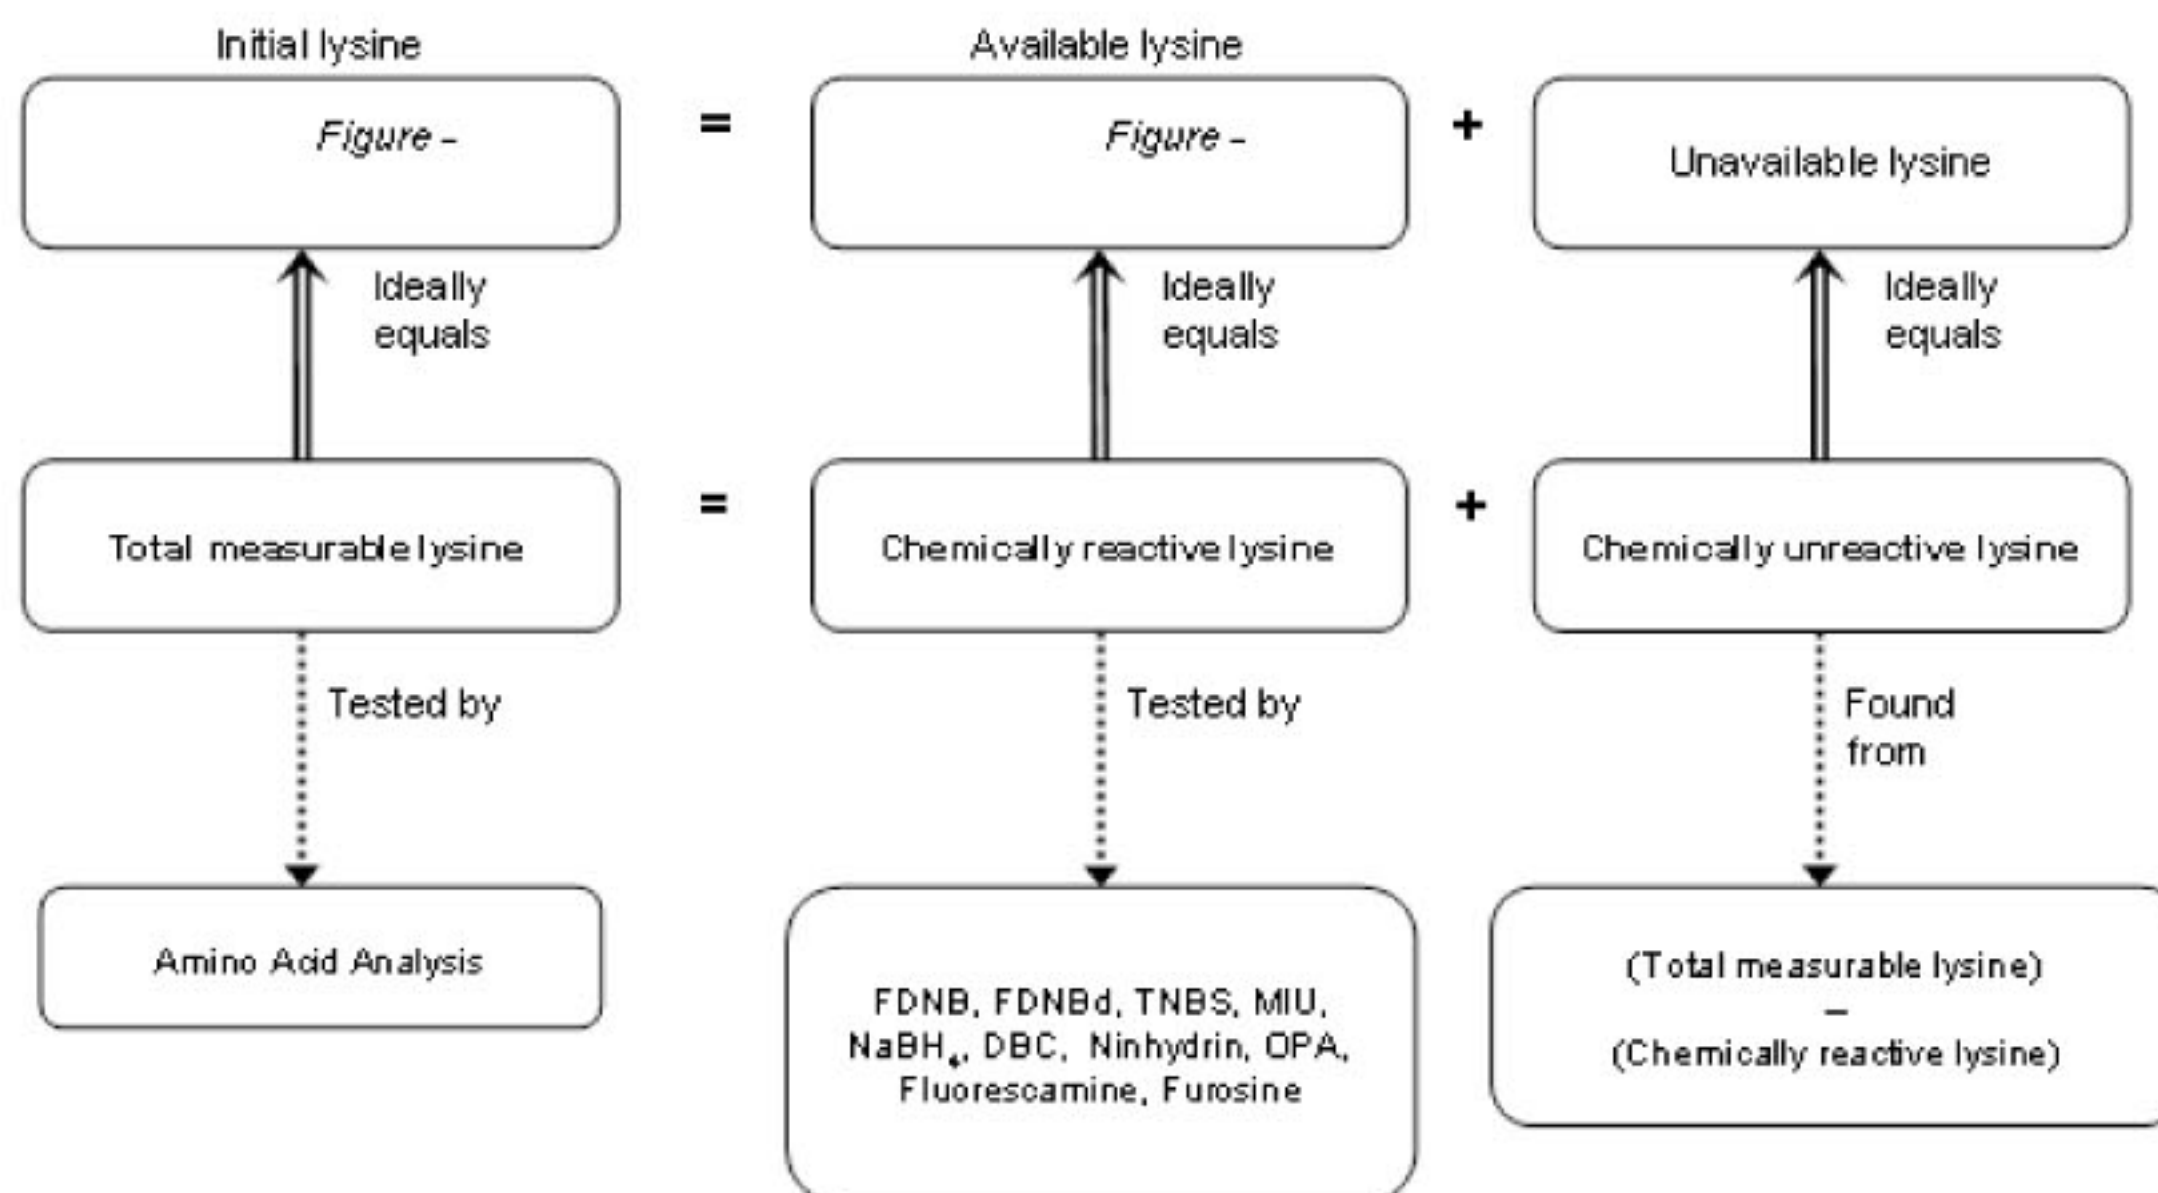 Initial lysine
Available lysine
Figure -
=
Figure -
+
Unavailable lysine
Ideally
equals
Ideally
equals
Ideally
equals
Total measurable lysine
=
Chemically reactive lysine
+
Chemically unreactive lysine
Tested by
Tested by
Found
from
Amino Acid Analysis
FDNB, FDNBd, TNBS, MIU,
NaBH₄, DBC, Ninhydrin, OPA,
Fluorescamine, Furosine
(Total measurable lysine)
–
(Chemically reactive lysine)